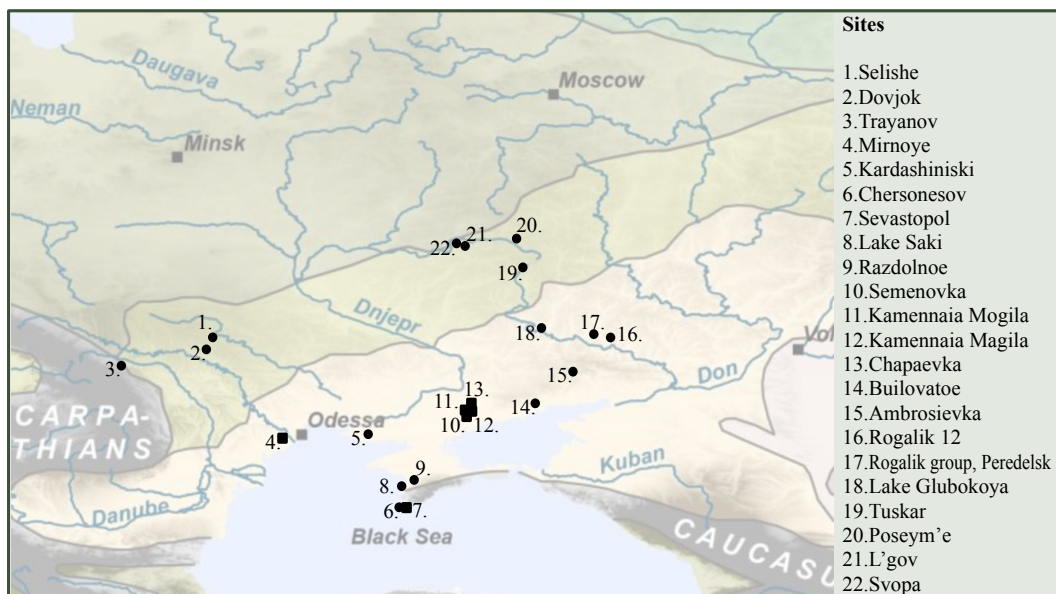 Sites
1.Selishe
2.Dovjok
3.Trayanov
4.Mirnoye
5.Kardashiniski
6.Chersonesov
7.Sevastopol
8.Lake Saki
9.Razdolnoe
10.Semenovka
11.Kamennaia Mogila
12.Kamennaia Magila
13.Chapaevka
14.Builovatoe
15.Ambrosievka
16.Rogalik 12
17.Rogalik group, Peredelsk
18.Lake Glubokoya
19.Tuskar
20.Poseym’e
21.L’gov
22.Svopa
Daugava
Moscow
Neman
Minsk
20.
21.
22.
19.
Dnjepr
1.
2.
3.
18.
17.
16.
Vol
15.
Don
13.
14.
11.
10.
12.
CARPA-
THIANS
Odessa
4.
5.
Kuban
9.
8.
Danube
6.
7.
Black Sea
CAUCASU